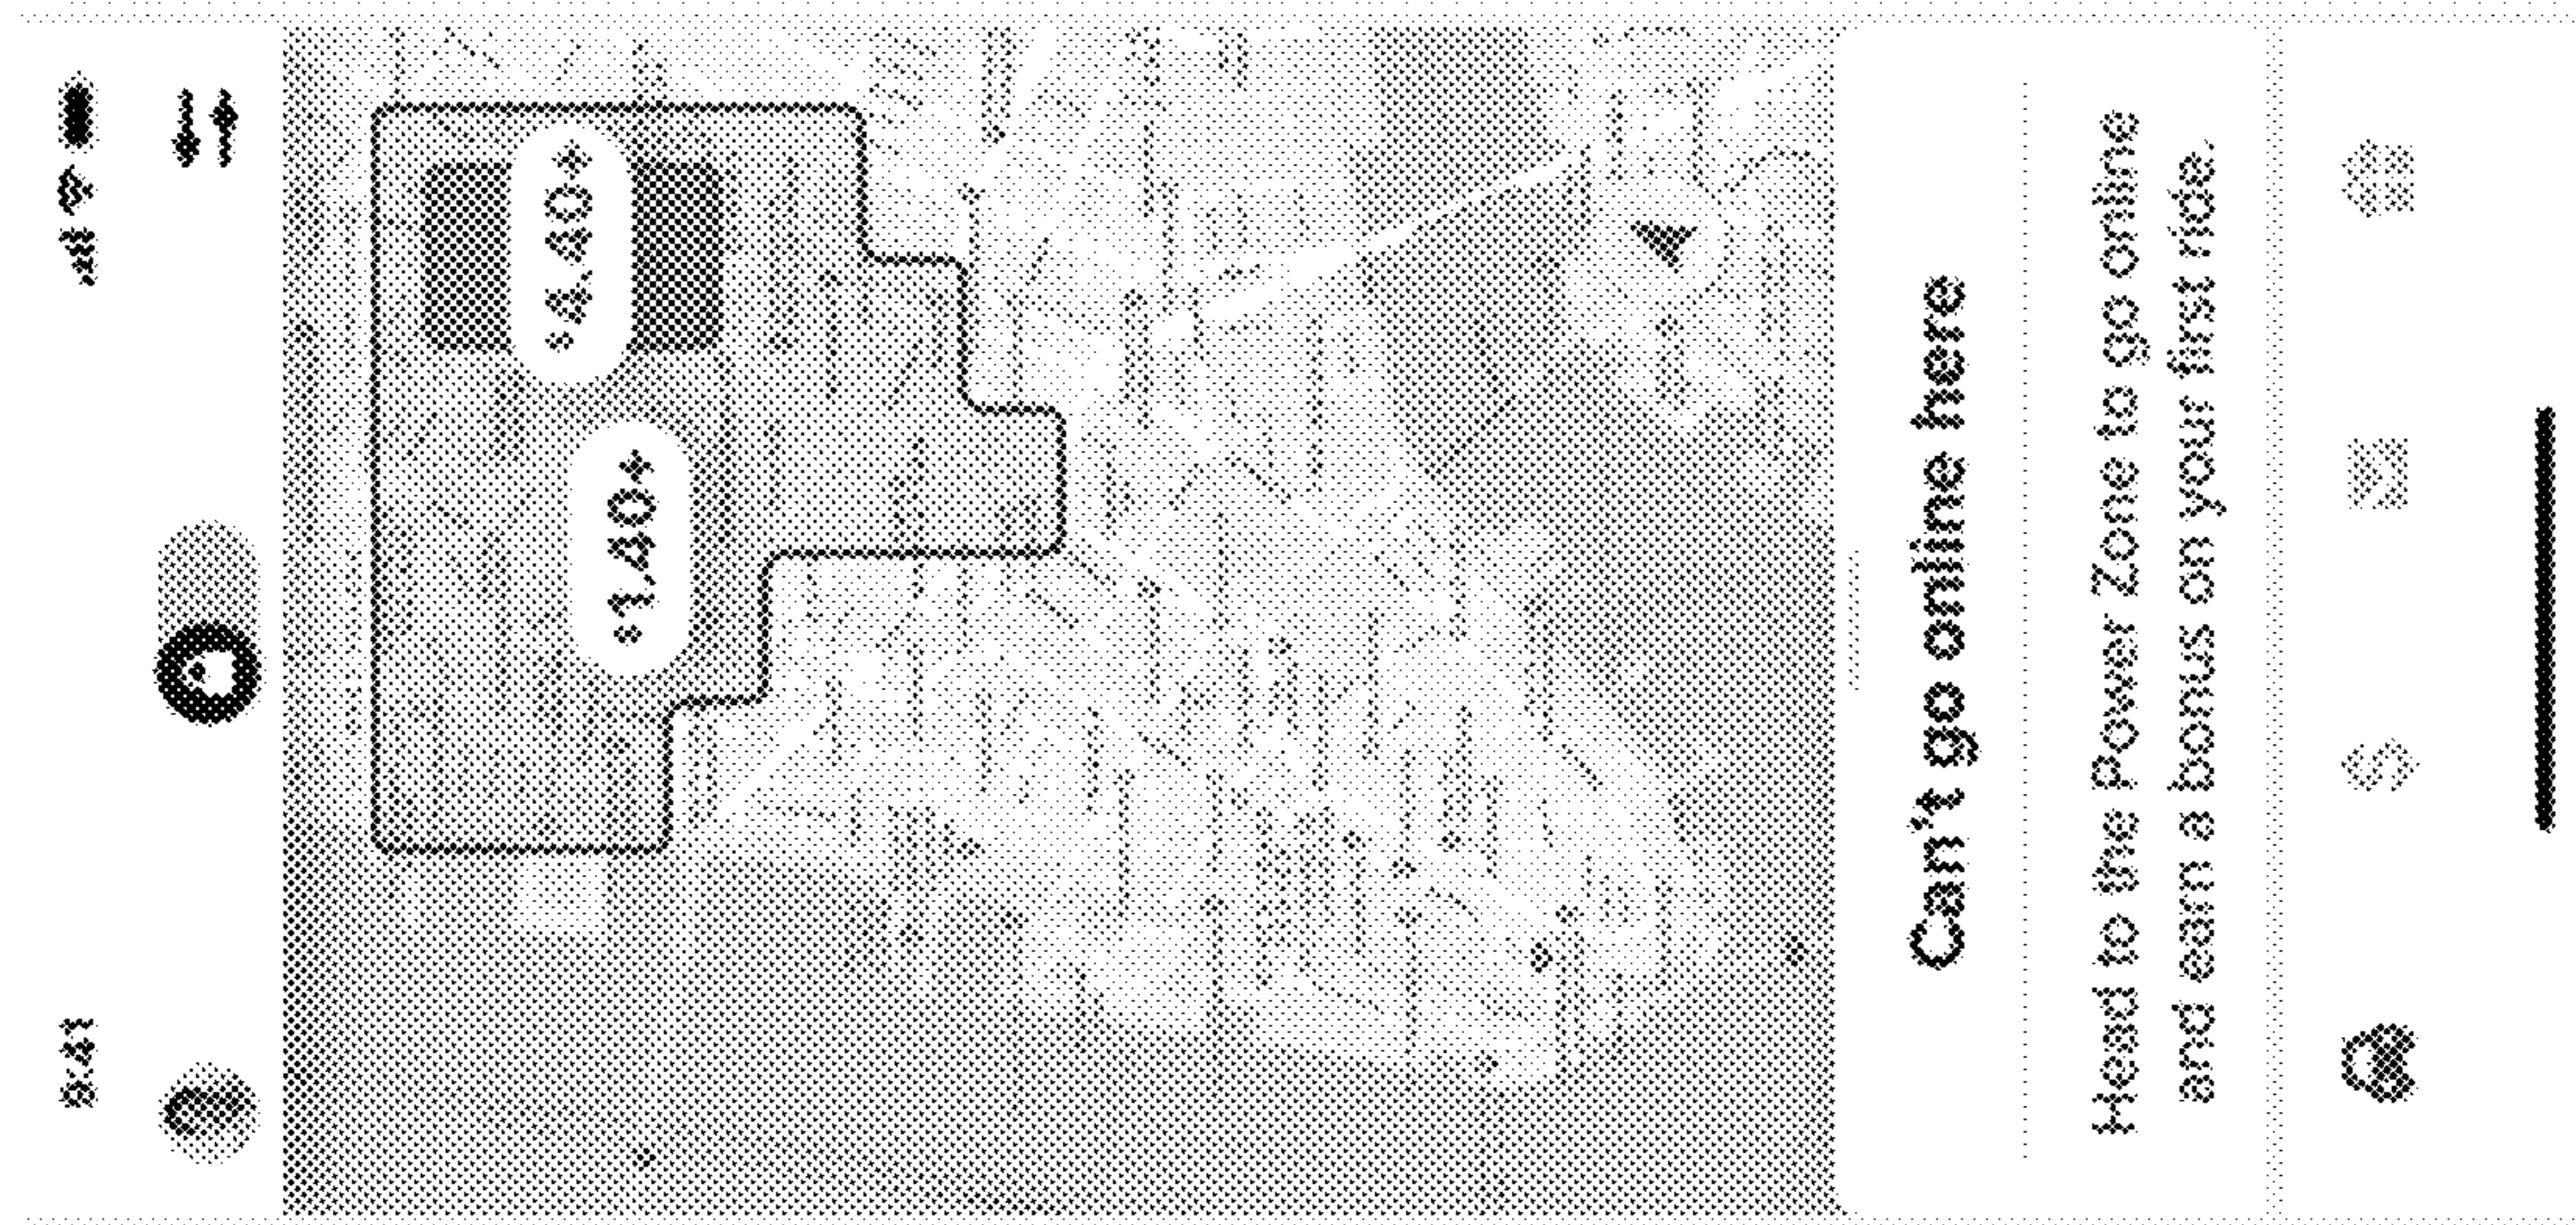 9:41
$4.40+
$1.40+
Can't go online here
Head to the Power Zone to go online
and earn a bonus on your first ride.